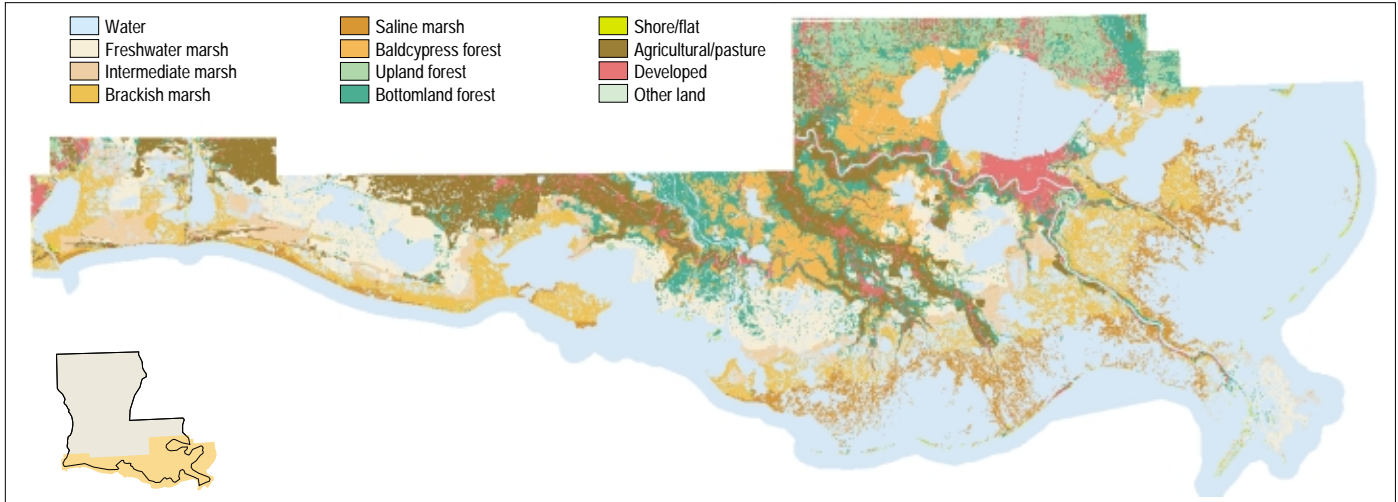 Water
Freshwater marsh
Intermediate marsh
Brackish marsh
Saline marsh
Baldcypress forest
Upland forest
Bottomland forest
Shore/flat
Agricultural/pasture
Developed
Other land